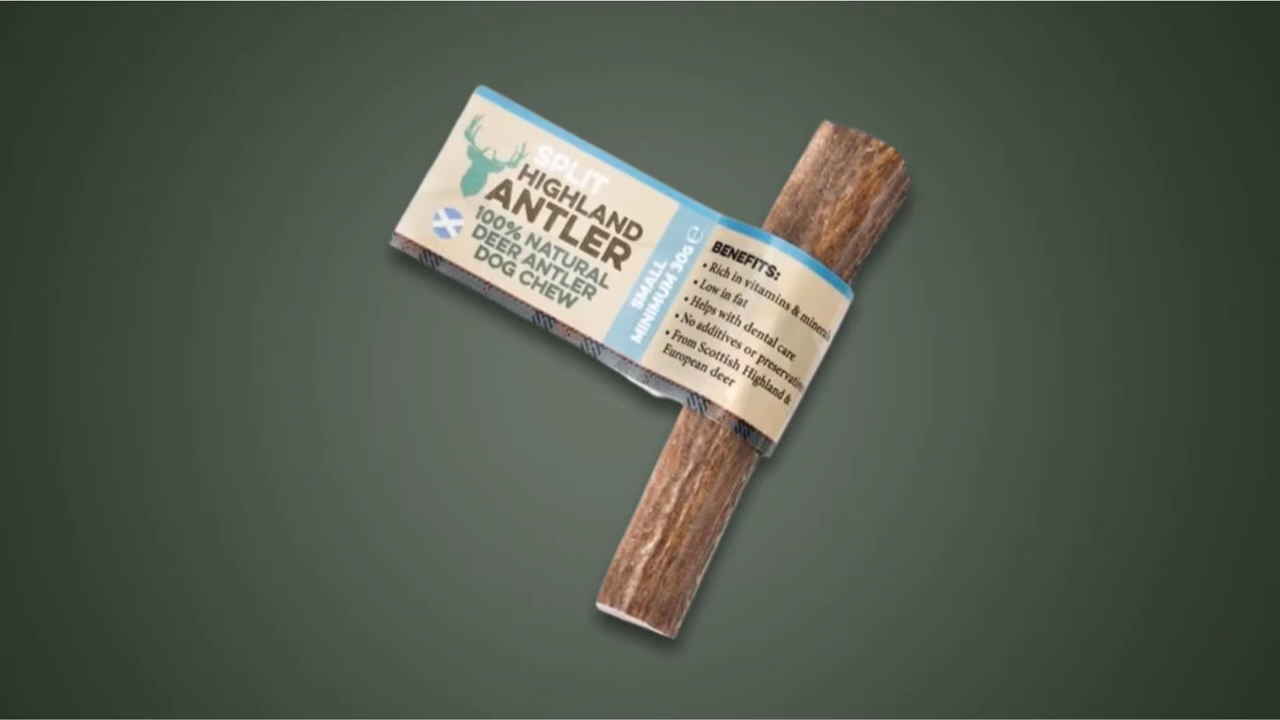 SPLIT
HIGHLAND
ANTLER
100% NATURAL
DEER ANTLER
DOG CHEW
SMALL
MINIMUM 30g ℮
BENEFITS:
• Rich in vitamins & minerals
• Low in fat
• Helps with dental care
• No additives or preservatives
• From Scottish Highland &
European deer